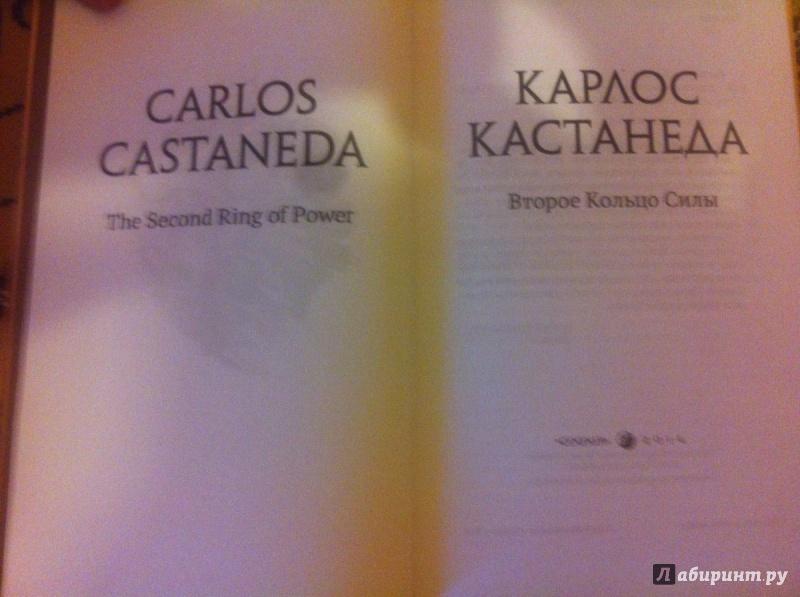 CARLOS
CASTANEDA
The Second Ring of Power
КАРЛОС
КАСТАНЕДА
Второе Кольцо Силы
Лабиринт.ру